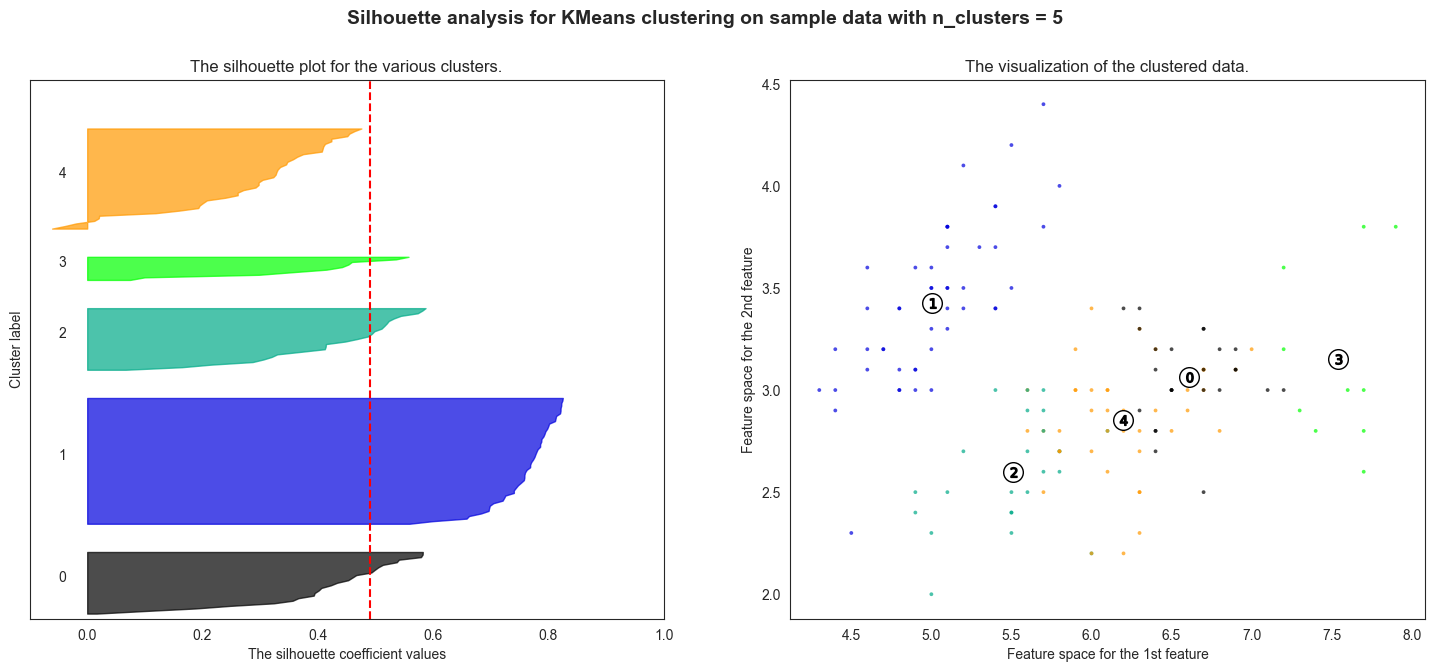 Silhouette analysis for KMeans clustering on sample data with n_clusters = 5
The silhouette plot for the various clusters.
Cluster label
4
3
2
1
0
0.0 0.2 0.4 0.6 0.8 1.0
The silhouette coefficient values
The visualization of the clustered data.
Feature space for the 2nd feature
4.5
4.0
3.5
3.0
2.5
2.0
1
3
0
4
2
4.5 5.0 5.5 6.0 6.5 7.0 7.5 8.0
Feature space for the 1st feature